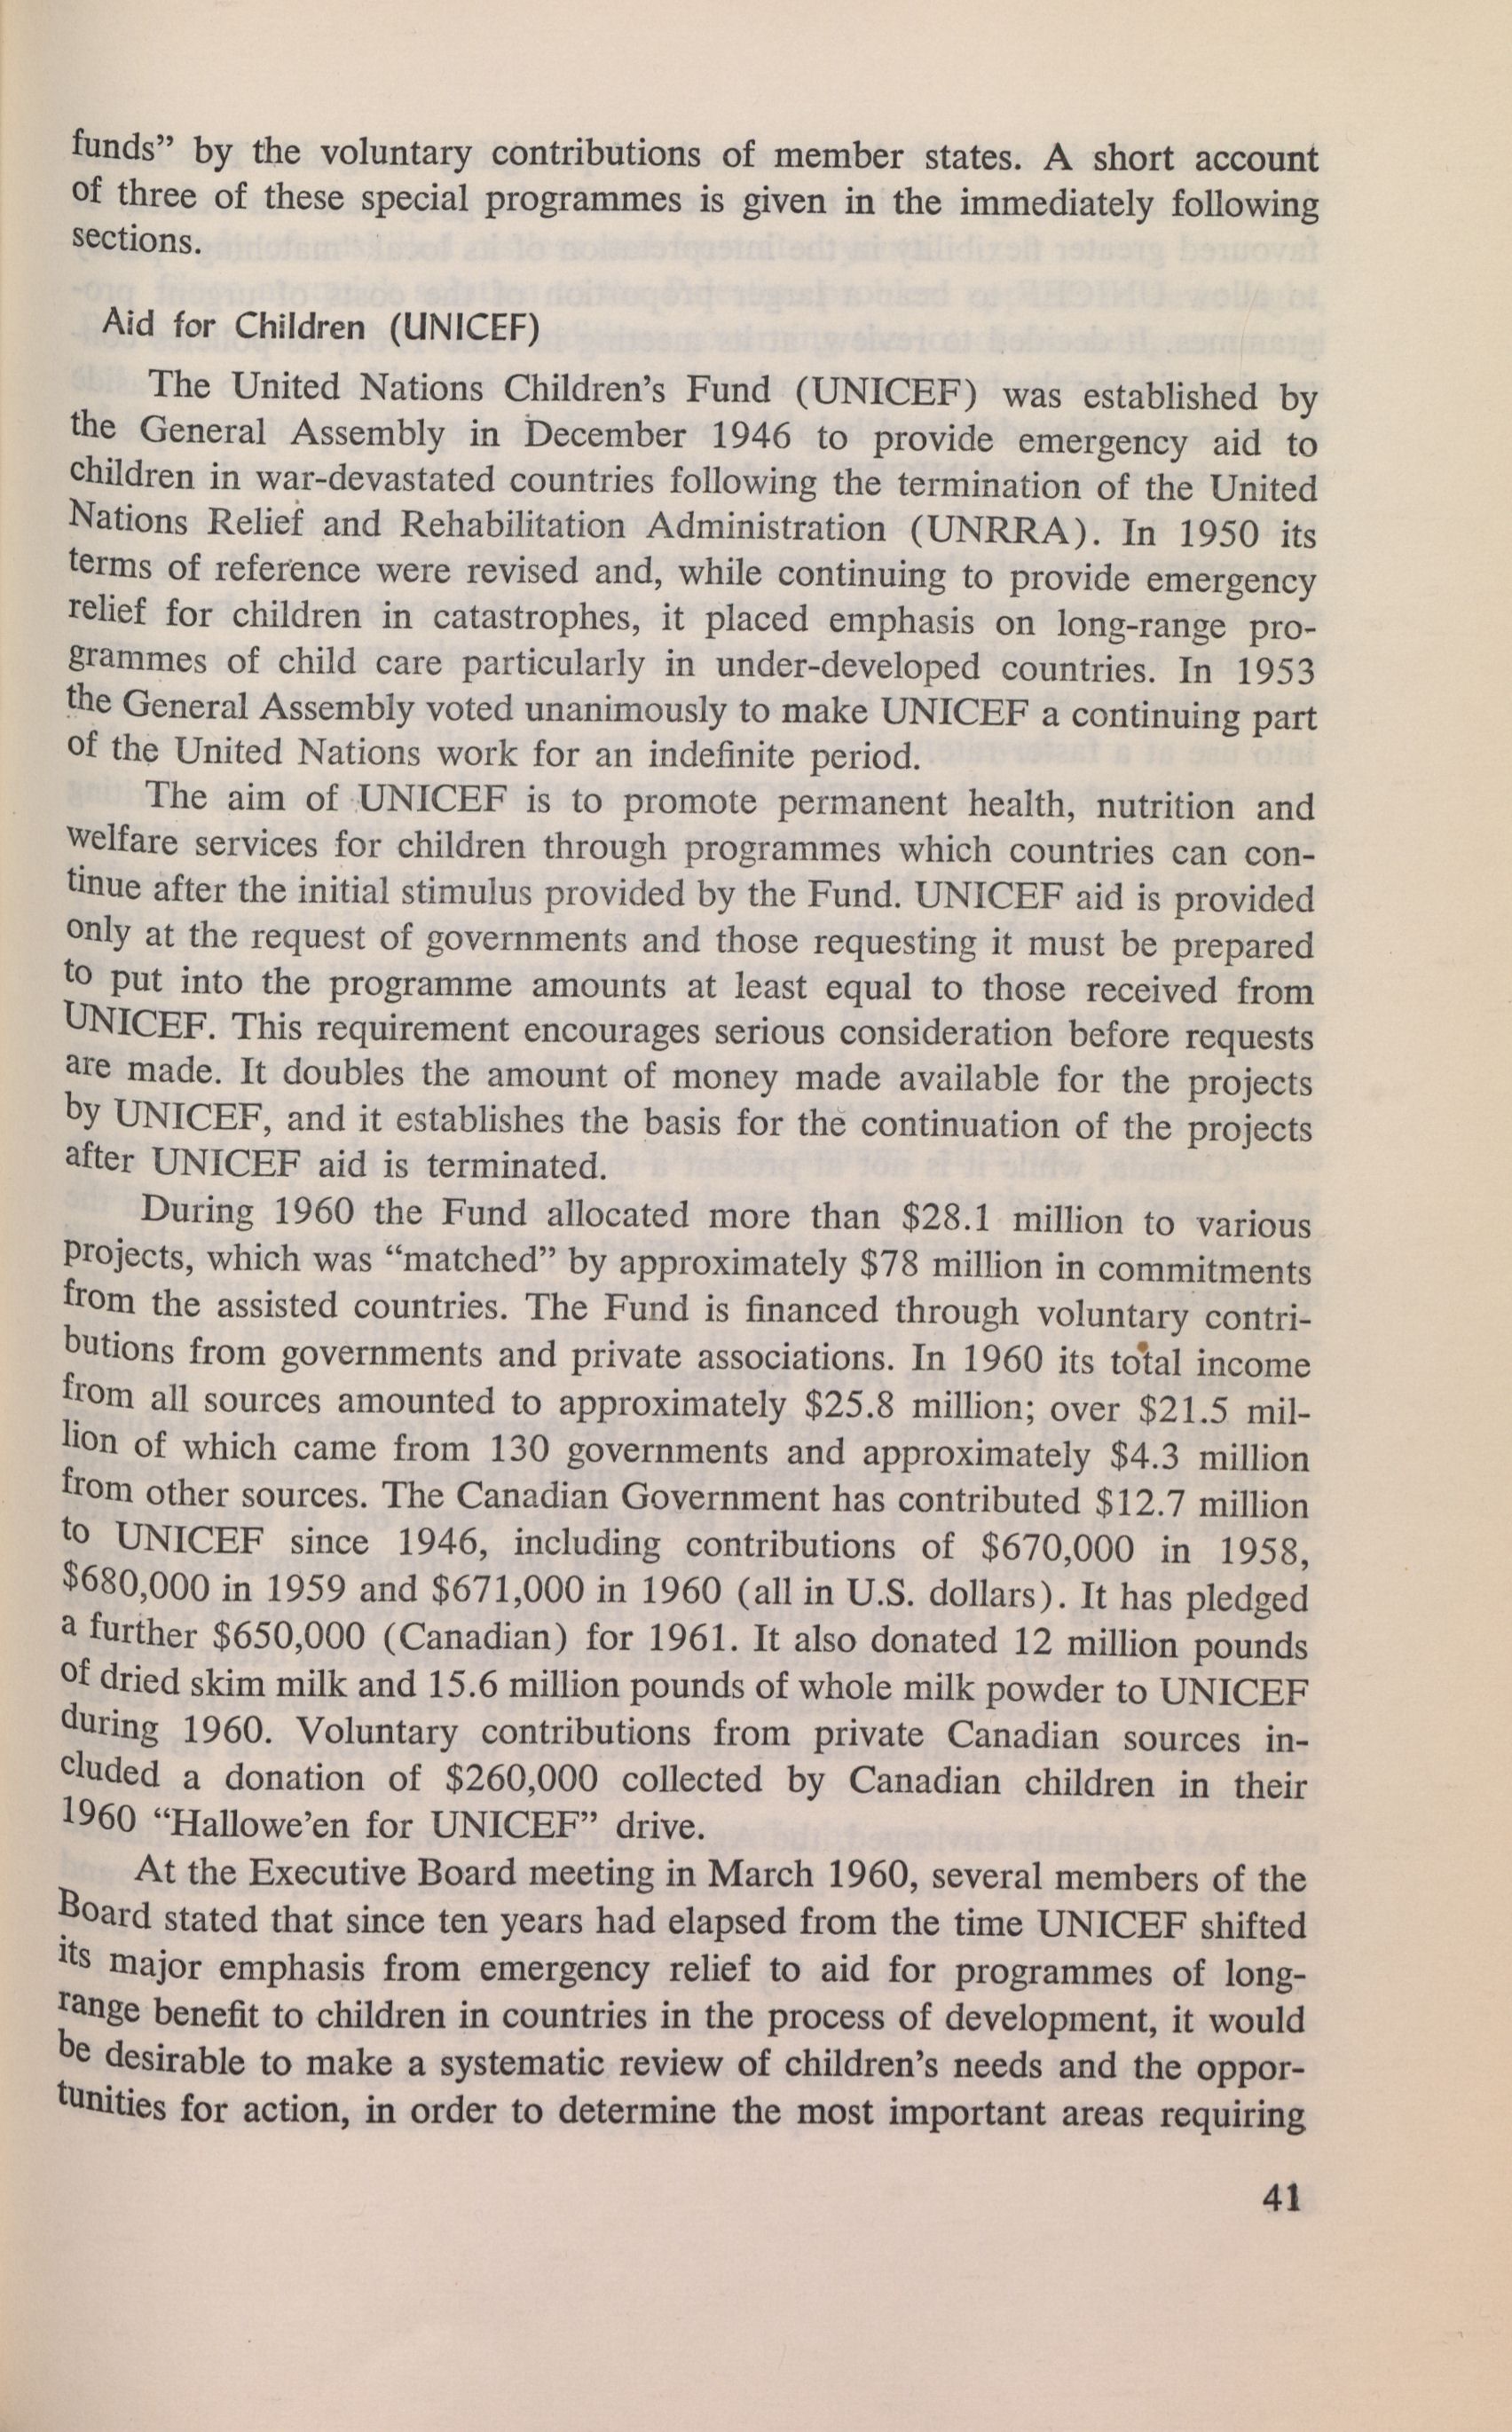 funds” by the voluntary contributions of member states. A short account
of three of these special programmes is given in the immediately following
sections.
Aid for Children (UNICEF)
The United Nations Children’s Fund (UNICEF) was established by
the General Assembly in December 1946 to provide emergency aid to
children in war-devastated countries following the termination of the United
Nations Relief and Rehabilitation Administration (UNRRA). In 1950 its
terms of reference were revised and, while continuing to provide emergency
relief for children in catastrophes, it placed emphasis on long-range pro-
grammes of child care particularly in under-developed countries. In 1953
the General Assembly voted unanimously to make UNICEF a continuing part
of the United Nations work for an indefinite period.
The aim of UNICEF is to promote permanent health, nutrition and
welfare services for children through programmes which countries can con-
tinue after the initial stimulus provided by the Fund. UNICEF aid is provided
only at the request of governments and those requesting it must be prepared
to put into the programme amounts at least equal to those received from
UNICEF. This requirement encourages serious consideration before requests
are made. It doubles the amount of money made available for the projects
by UNICEF, and it establishes the basis for the continuation of the projects
after UNICEF aid is terminated.
During 1960 the Fund allocated more than $28.1 million to various
projects, which was “matched” by approximately $78 million in commitments
from the assisted countries. The Fund is financed through voluntary contri-
butions from governments and private associations. In 1960 its total income
from all sources amounted to approximately $25.8 million; over $21.5 mil-
lion of which came from 130 governments and approximately $4.3 million
from other sources. The Canadian Government has contributed $12.7 million
to UNICEF since 1946, including contributions of $670,000 in 1958,
$680,000 in 1959 and $671,000 in 1960 (all in U.S. dollars). It has pledged
a further $650,000 (Canadian) for 1961. It also donated 12 million pounds
of dried skim milk and 15.6 million pounds of whole milk powder to UNICEF
during 1960. Voluntary contributions from private Canadian sources in-
cluded a donation of $260,000 collected by Canadian children in their
1960 “Hallowe’en for UNICEF” drive.
At the Executive Board meeting in March 1960, several members of the
Board stated that since ten years had elapsed from the time UNICEF shifted
its major emphasis from emergency relief to aid for programmes of long-
range benefit to children in countries in the process of development, it would
be desirable to make a systematic review of children’s needs and the oppor-
tunities for action, in order to determine the most important areas requiring
41